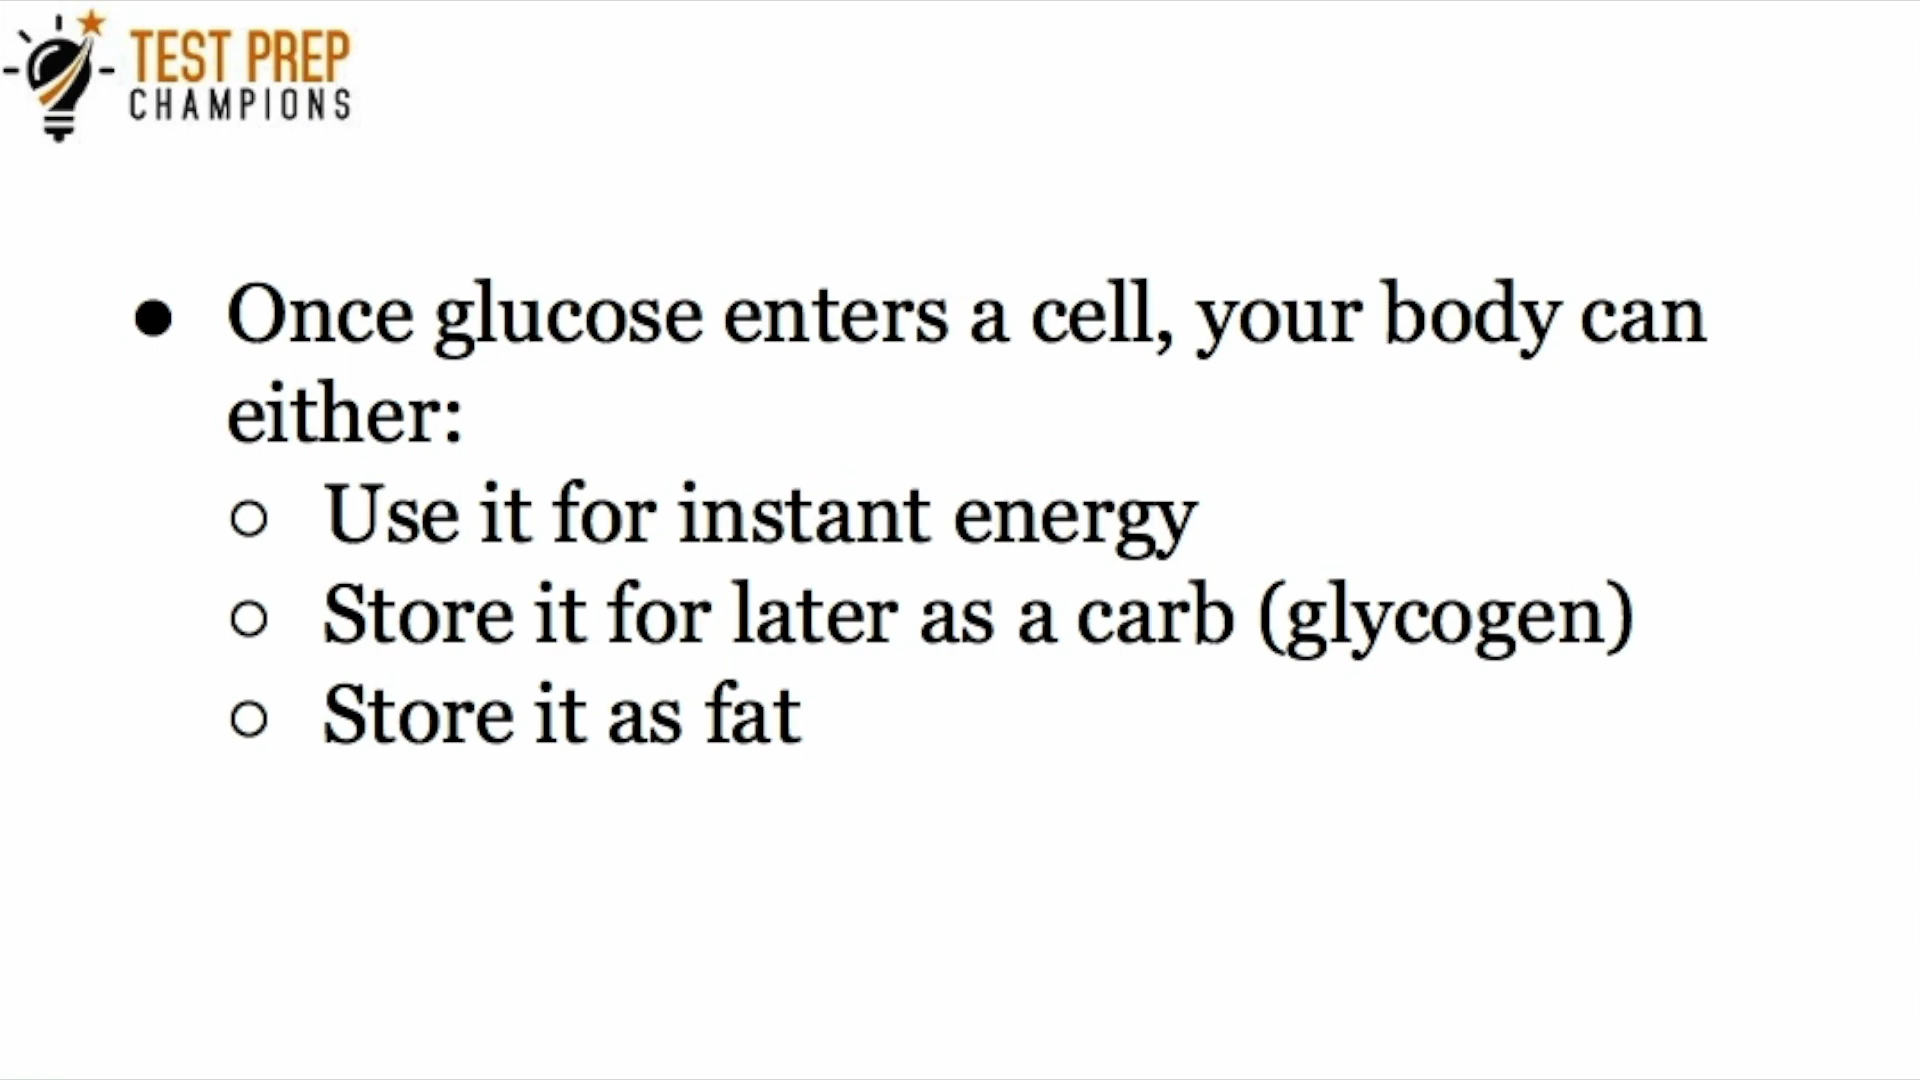 TEST PREP
CHAMPIONS
● Once glucose enters a cell, your body can
either:
○ Use it for instant energy
○ Store it for later as a carb (glycogen)
○ Store it as fat